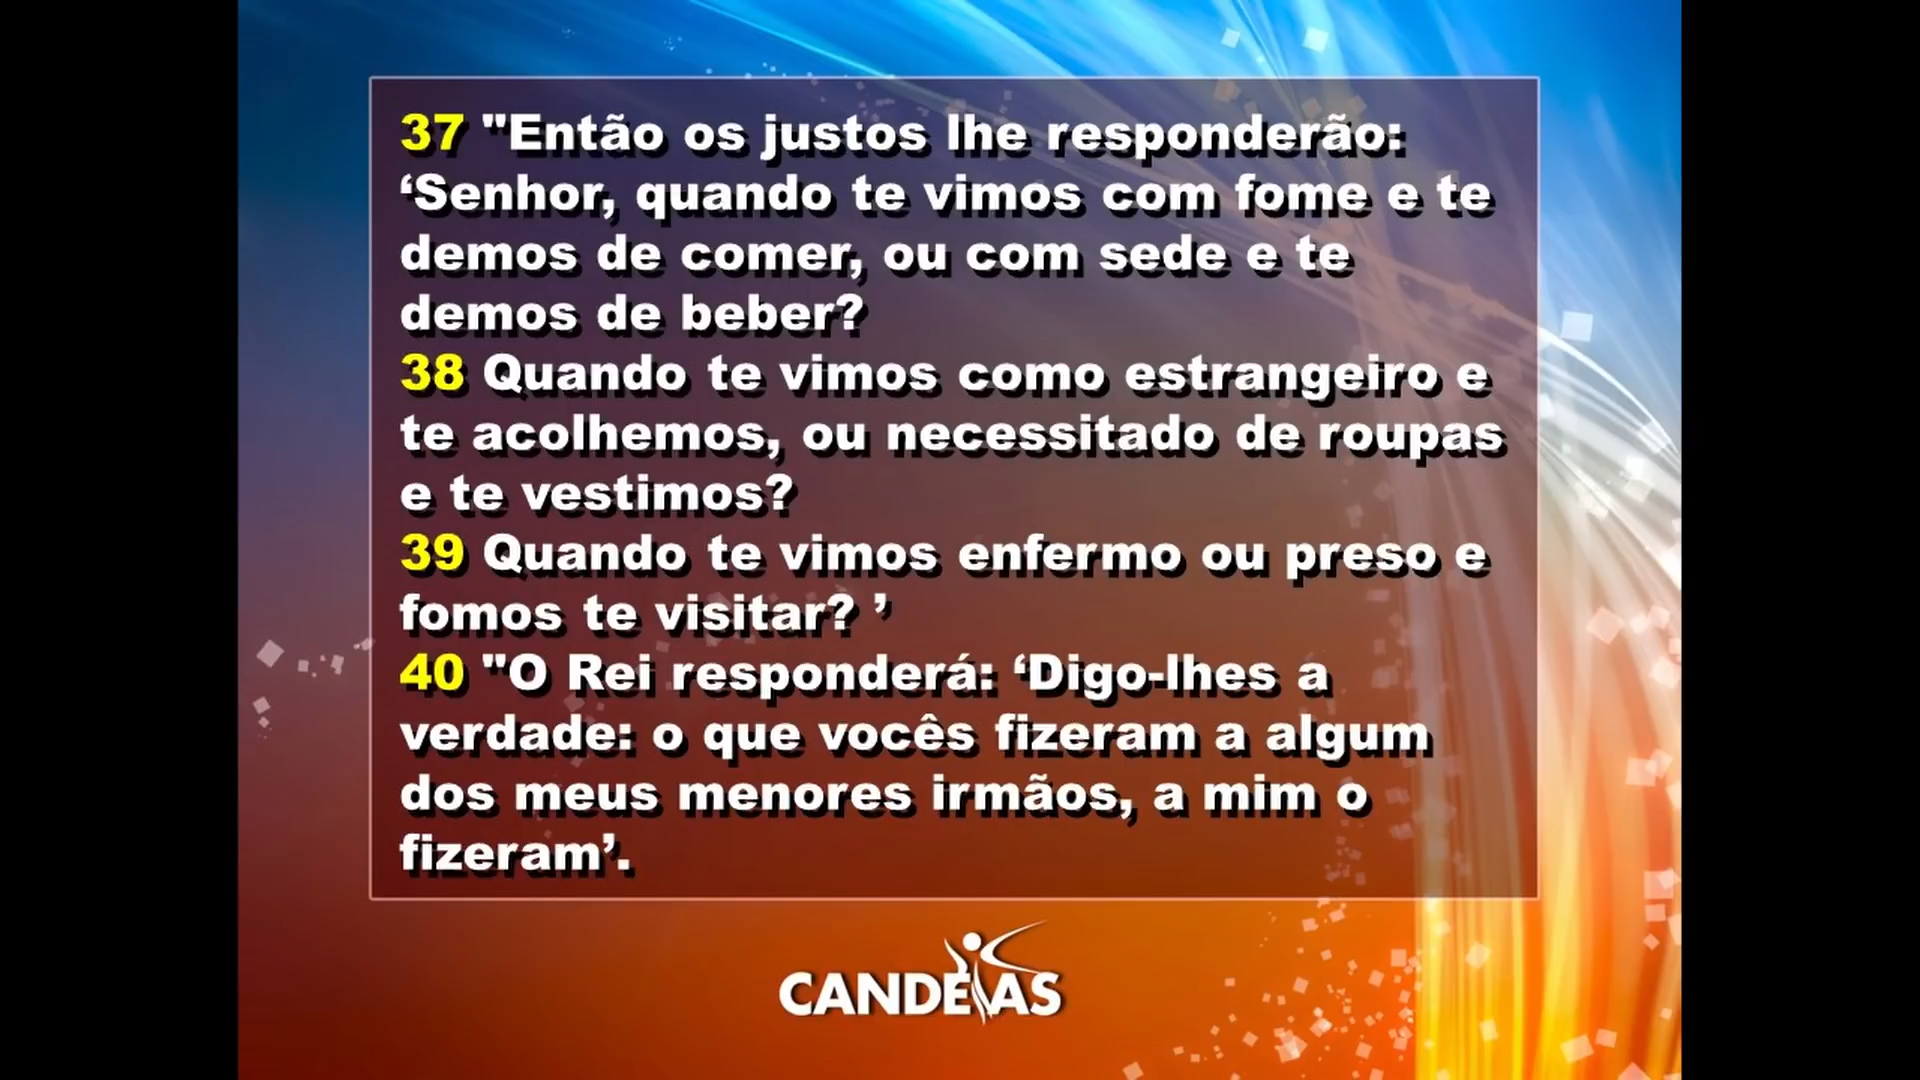 37 "Então os justos lhe responderão:
‘Senhor, quando te vimos com fome e te
demos de comer, ou com sede e te
demos de beber?
38 Quando te vimos como estrangeiro e
te acolhemos, ou necessitado de roupas
e te vestimos?
39 Quando te vimos enfermo ou preso e
fomos te visitar? ’
40 "O Rei responderá: ‘Digo-lhes a
verdade: o que vocês fizeram a algum
dos meus menores irmãos, a mim o
fizeram’.
CANDEIAS